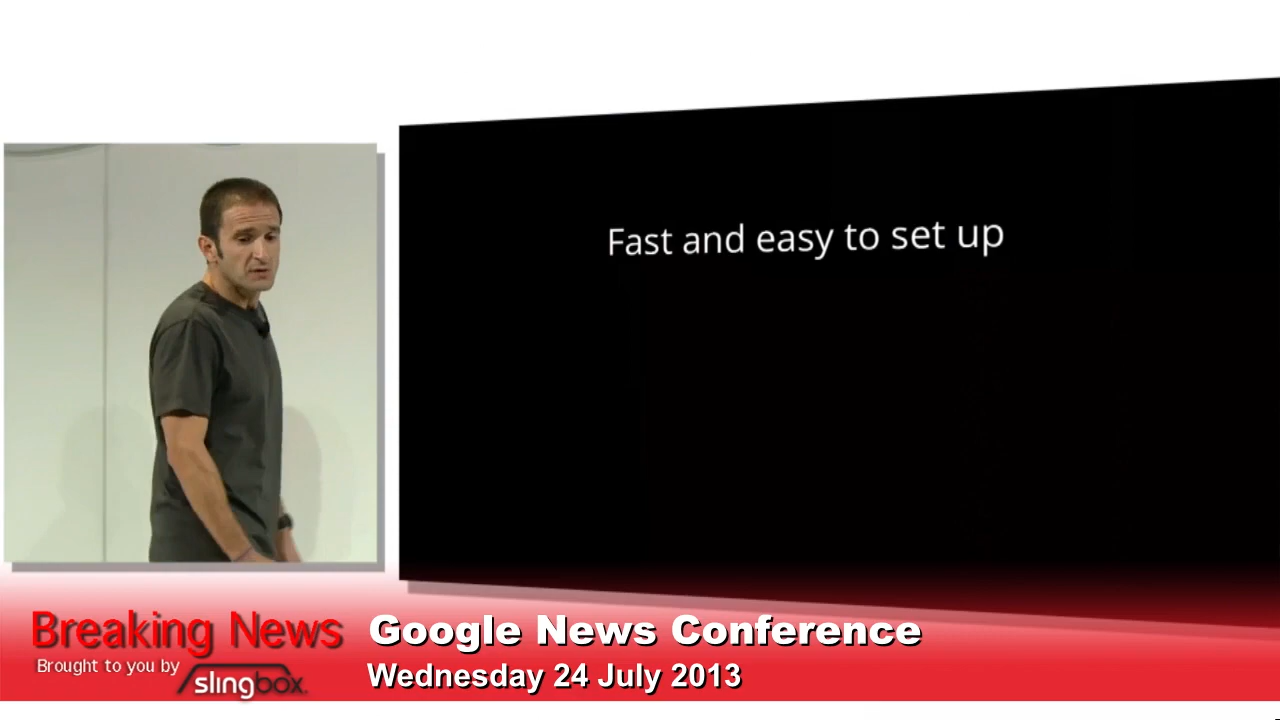 Fast and easy to set up
Breaking News
Brought to you by
slingbox.
Google News Conference
Wednesday 24 July 2013